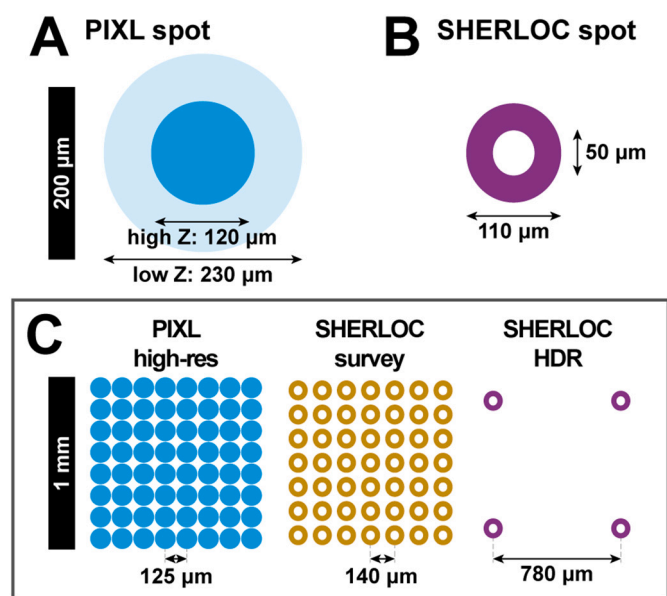 A PIXL spot
200 µm
high Z: 120 µm
low Z: 230 µm
B SHERLOC spot
50 µm
110 µm
C
PIXL
high-res
SHERLOC
survey
SHERLOC
HDR
1 mm
125 µm
140 µm
780 µm